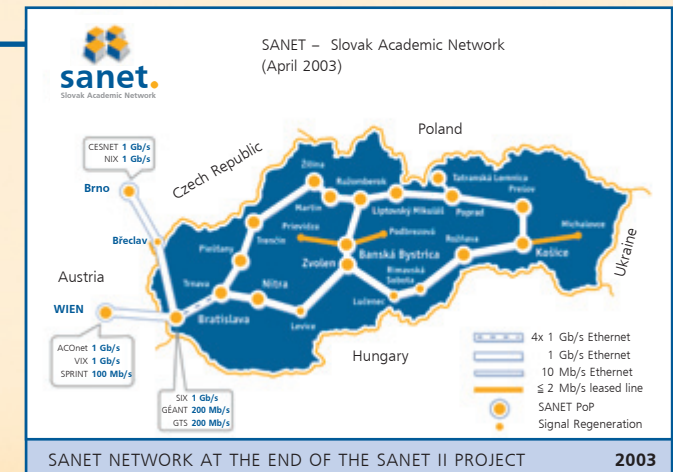 sanet.
Slovak Academic Network
SANET – Slovak Academic Network
(April 2003)
Poland
Czech Republic
CESNET 1 Gb/s
NIX 1 Gb/s
Brno
Břeclav
Austria
WIEN
ACOnet 1 Gb/s
VIX 1 Gb/s
SPRINT 100 Mb/s
SIX 1 Gb/s
GÉANT 200 Mb/s
GTS 200 Mb/s
Žilina
Ružomberok
Tatranská Lomnica
Martin
Liptovský Mikuláš
Poprad
Prešov
Prievidza
Podbrezová
Michalovce
Trenčín
Piešťany
Banská Bystrica
Rožňava
Košice
Zvolen
Trnava
Nitra
Rimavská
Sobota
Lučenec
Bratislava
Levice
Ukraine
Hungary
4x 1 Gb/s Ethernet
1 Gb/s Ethernet
10 Mb/s Ethernet
≦ 2 Mb/s leased line
SANET PoP
Signal Regeneration
SANET NETWORK AT THE END OF THE SANET II PROJECT 2003